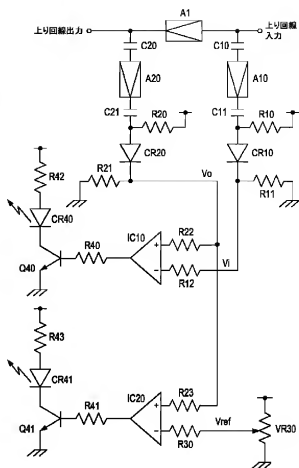 A1
上り回線出力
上り回線
入力
C20
C10
A20
A10
C21
R20
C11
R10
CR20
CR10
R21
R11
R42
Vo
CR40
IC10
R22
R40
Q40
R12
Vi
R43
CR41
IC20
R23
R41
Q41
R30
Vref
VR30
+
-
+
-